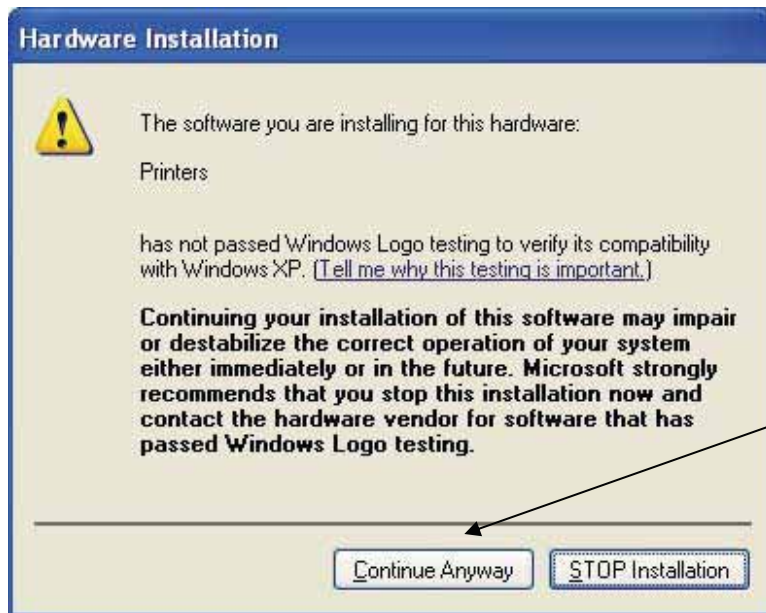 Hardware Installation
The software you are installing for this hardware:
Printers
has not passed Windows Logo testing to verify its compatibility
with Windows XP. (Tell me why this testing is important.)
Continuing your installation of this software may impair
or destabilize the correct operation of your system
either immediately or in the future. Microsoft strongly
recommends that you stop this installation now and
contact the hardware vendor for software that has
passed Windows Logo testing.
Continue Anyway
STOP Installation